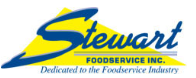 Stewart
FOODSERVICE INC.
Dedicated to the Foodservice Industry